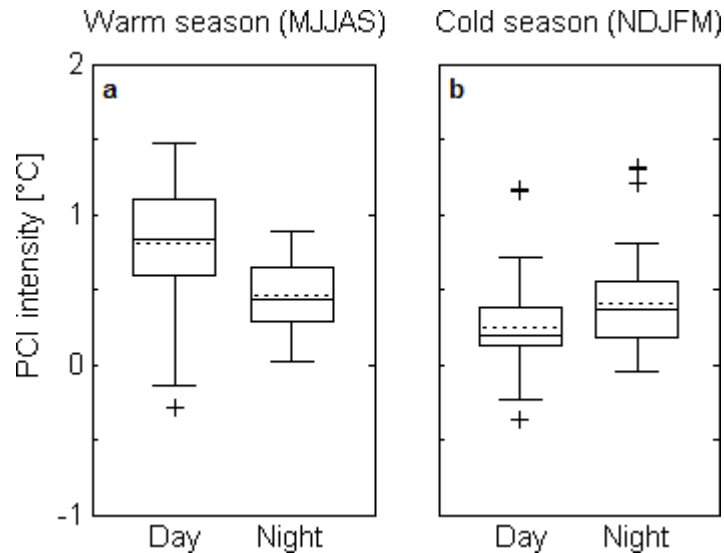 Warm season (MJJAS)
Cold season (NDJFM)
PCI intensity [°C]
2
1
0
-1
a
b
Day
Night
Day
Night